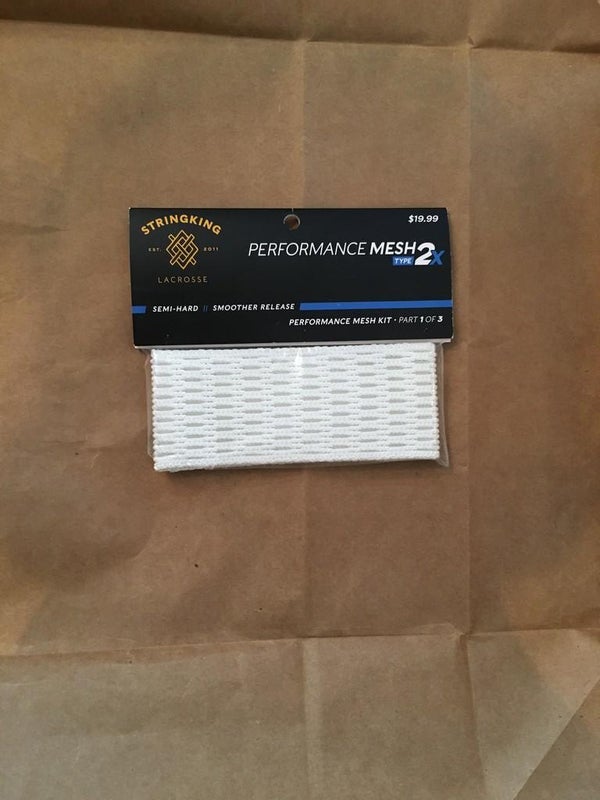 STRINGKING
EST. 2011
LACROSSE
$19.99
PERFORMANCE MESH
TYPE 2X
SEMI-HARD || SMOOTHER RELEASE
PERFORMANCE MESH KIT • PART 1 OF 3